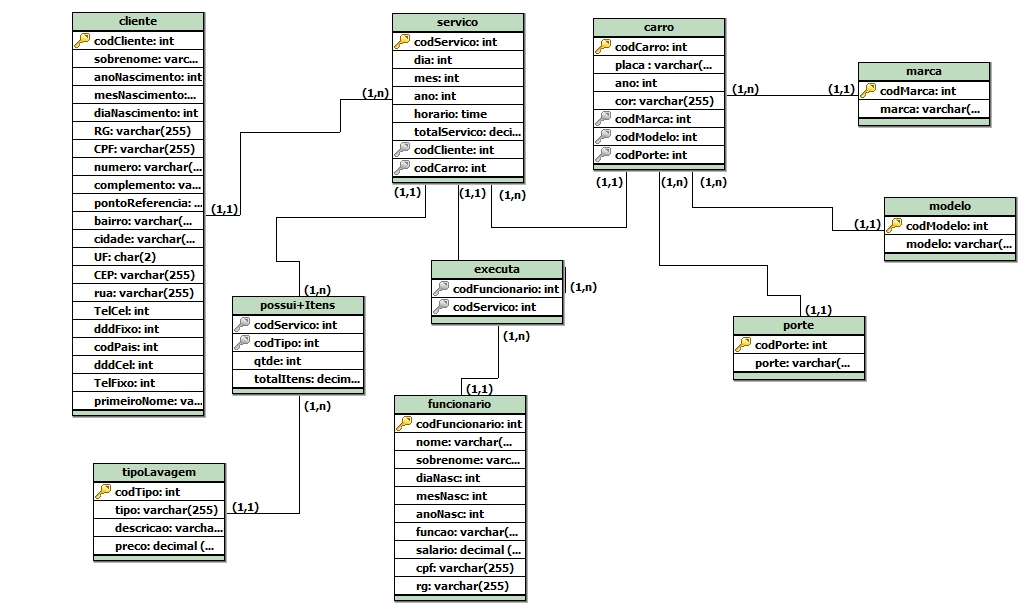 cliente
codCliente: int
sobrenome: varc...
anoNascimento: int
mesNascimento:...
diaNascimento: int
RG: varchar(255)
CPF: varchar(255)
numero: varchar(...
complemento: va...
pontoReferencia: ...
bairro: varchar(...
cidade: varchar(...
UF: char(2)
CEP: varchar(255)
rua: varchar(255)
TelCel: int
dddFixo: int
codPais: int
dddCel: int
TelFixo: int
primeiroNome: va...
(1,1)
(1,n)
servico
codServico: int
dia: int
mes: int
ano: int
horario: time
totalServico: deci...
codCliente: int
codCarro: int
(1,1)
(1,1)
(1,n)
carro
codCarro: int
placa : varchar(...
ano: int
cor: varchar(255)
codMarca: int
codModelo: int
codPorte: int
(1,n)
(1,1)
(1,1)
(1,n)
(1,n)
marca
codMarca: int
marca: varchar(...
modelo
codModelo: int
modelo: varchar(...
(1,1)
executa
codFuncionario: int
codServico: int
(1,n)
(1,n)
(1,n)
possui+Itens
codServico: int
codTipo: int
qtde: int
totalItens: decim...
(1,n)
(1,1)
porte
codPorte: int
porte: varchar(...
(1,1)
funcionario
codFuncionario: int
nome: varchar(...
sobrenome: varc...
diaNasc: int
mesNasc: int
anoNasc: int
funcao: varchar(...
salario: decimal (...
cpf: varchar(255)
rg: varchar(255)
tipoLavagem
codTipo: int
tipo: varchar(255)
descricao: varcha...
preco: decimal (...
(1,1)